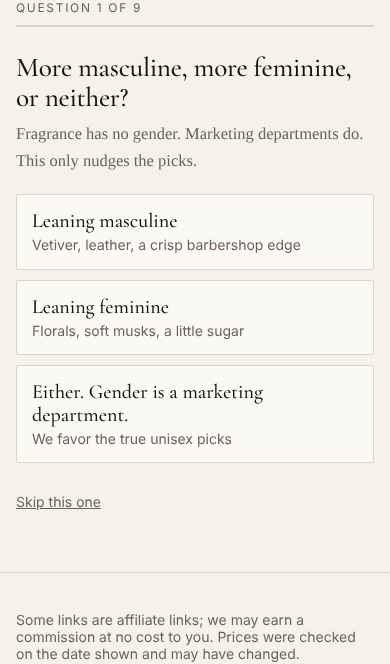 QUESTION 1 OF 9
More masculine, more feminine,
or neither?
Fragrance has no gender. Marketing departments do.
This only nudges the picks.
Leaning masculine
Vetiver, leather, a crisp barbershop edge
Leaning feminine
Florals, soft musks, a little sugar
Either. Gender is a marketing
department.
We favor the true unisex picks
Skip this one
Some links are affiliate links; we may earn a
commission at no cost to you. Prices were checked
on the date shown and may have changed.